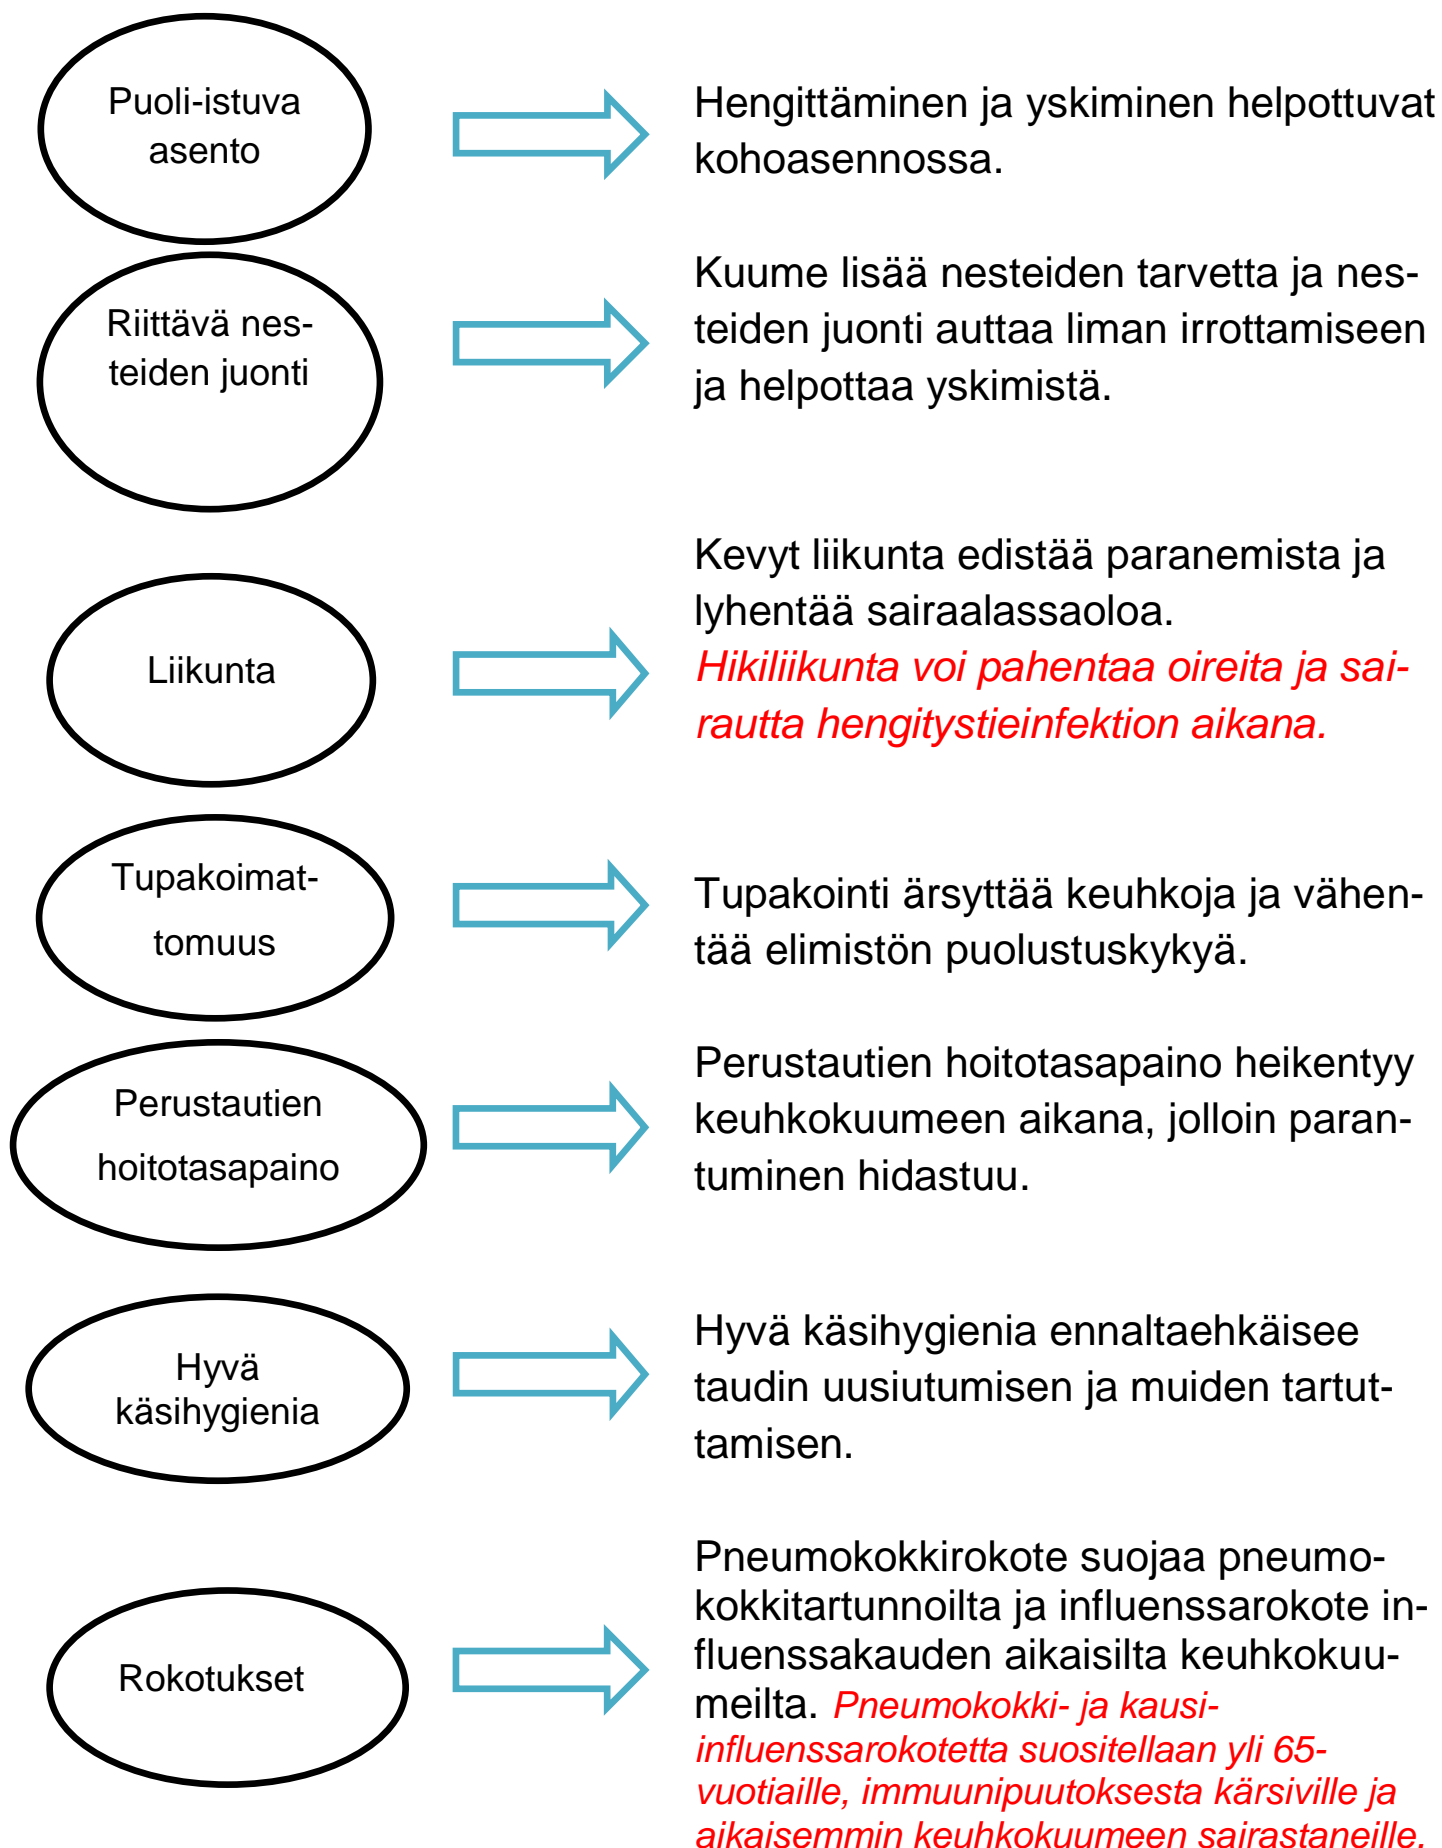 Puoli-istuva
asento
Hengittäminen ja yskiminen helpottuvat
kohoasennossa.
Riittävä nes-
teiden juonti
Kuume lisää nesteiden tarvetta ja nes-
teiden juonti auttaa liman irrottamiseen
ja helpottaa yskimistä.
Liikunta
Kevyt liikunta edistää paranemista ja
lyhentää sairaalassaoloa.
Hikiliikunta voi pahentaa oireita ja sai-
rautta hengitystieinfektion aikana.
Tupakoimat-
tomuus
Tupakointi ärsyttää keuhkoja ja vähen-
tää elimistön puolustuskykyä.
Perustautien
hoitotasapaino
Perustautien hoitotasapaino heikentyy
keuhkokuumeen aikana, jolloin paran-
tuminen hidastuu.
Hyvä
käsihygienia
Hyvä käsihygienia ennaltaehkäisee
taudin uusiutumisen ja muiden tartut-
tamisen.
Rokotukset
Pneumokokkirokote suojaa pneumo-
kokkitartunnoilta ja influenssarokote in-
fluenssakauden aikaisilta keuhkokuu-
meilta. Pneumokokki- ja kausi-
influenssarokotetta suositellaan yli 65-
vuotiaille, immuunipuutoksesta kärsiville ja
aikaisemmin keuhkokuumeen sairastaneille.